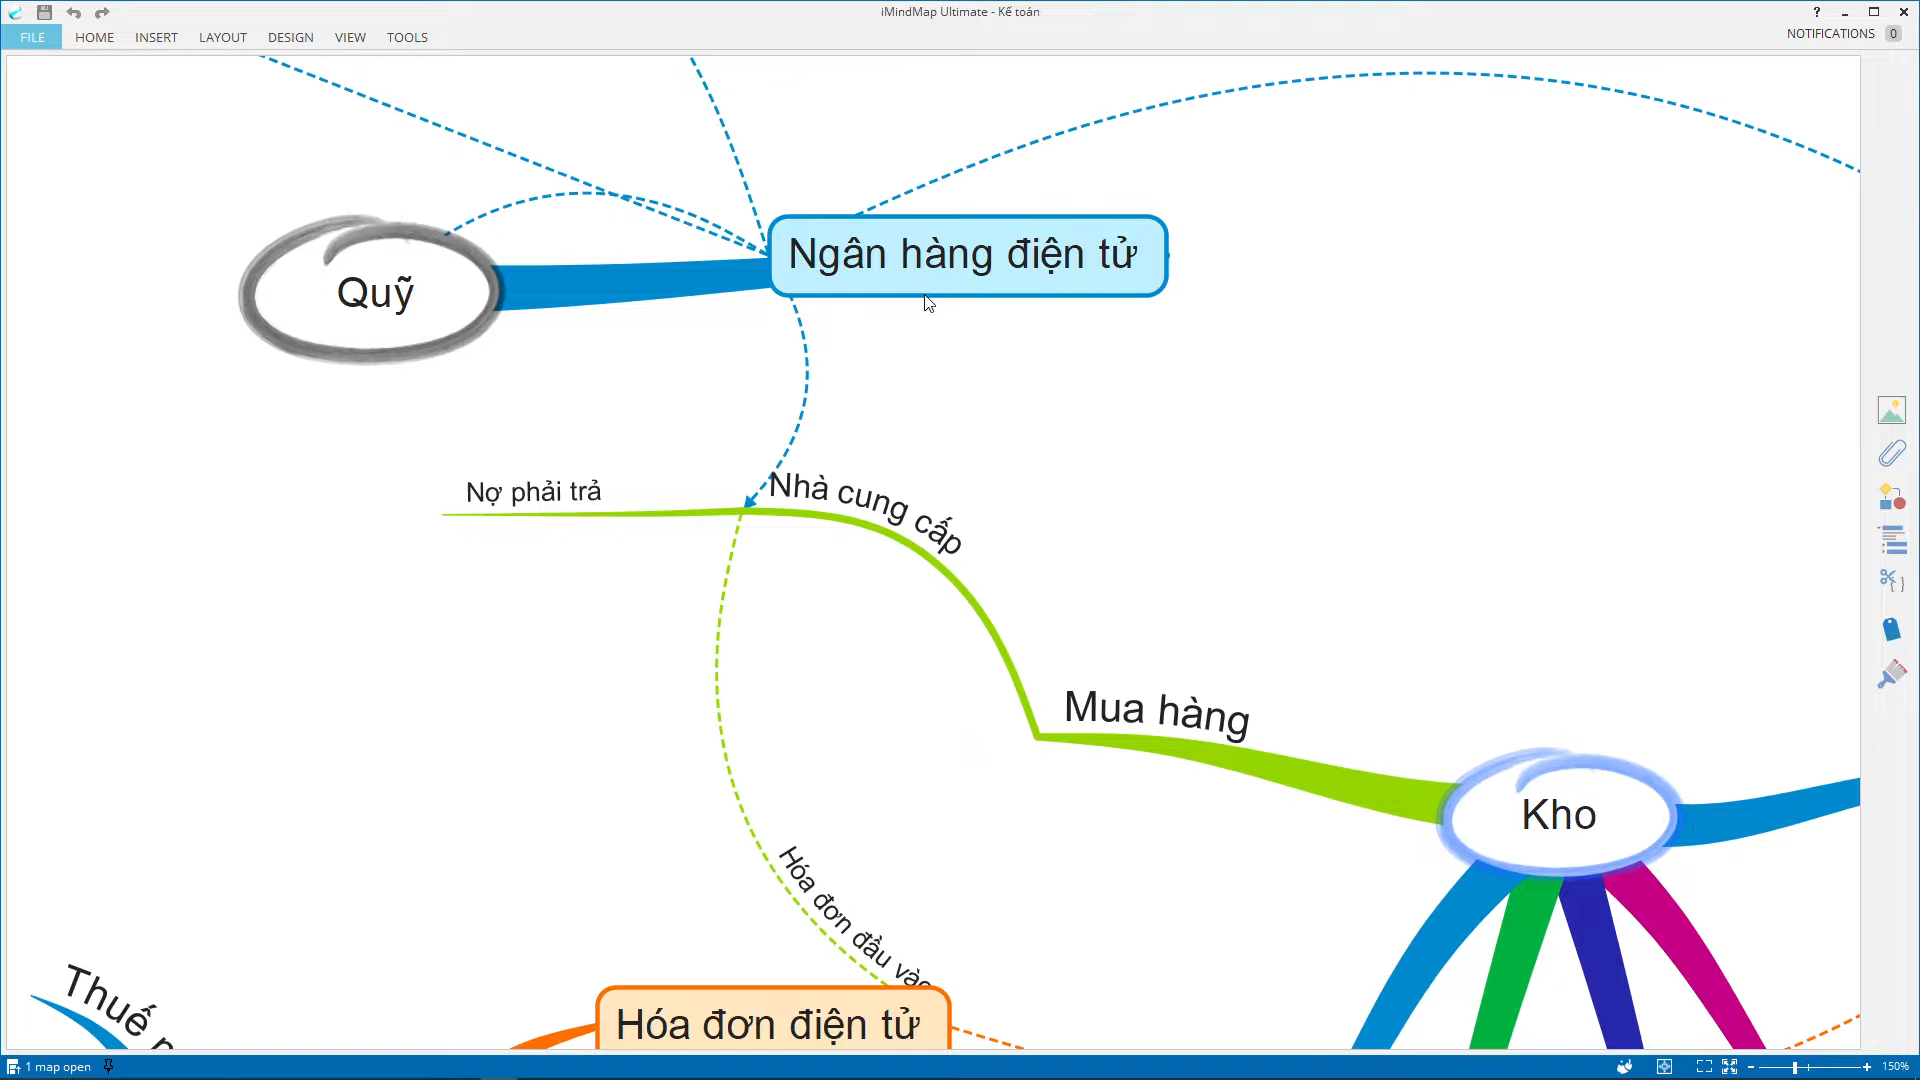 iMindMap Ultimate - Kế toán
?
FILE HOME INSERT LAYOUT DESIGN VIEW TOOLS
NOTIFICATIONS 0
Ngân hàng điện tử
Quỹ
Nợ phải trả
Nhà cung cấp
Mua hàng
Kho
Hóa đơn đầu vào
Thuế
Hóa đơn điện tử
1 map open
150%